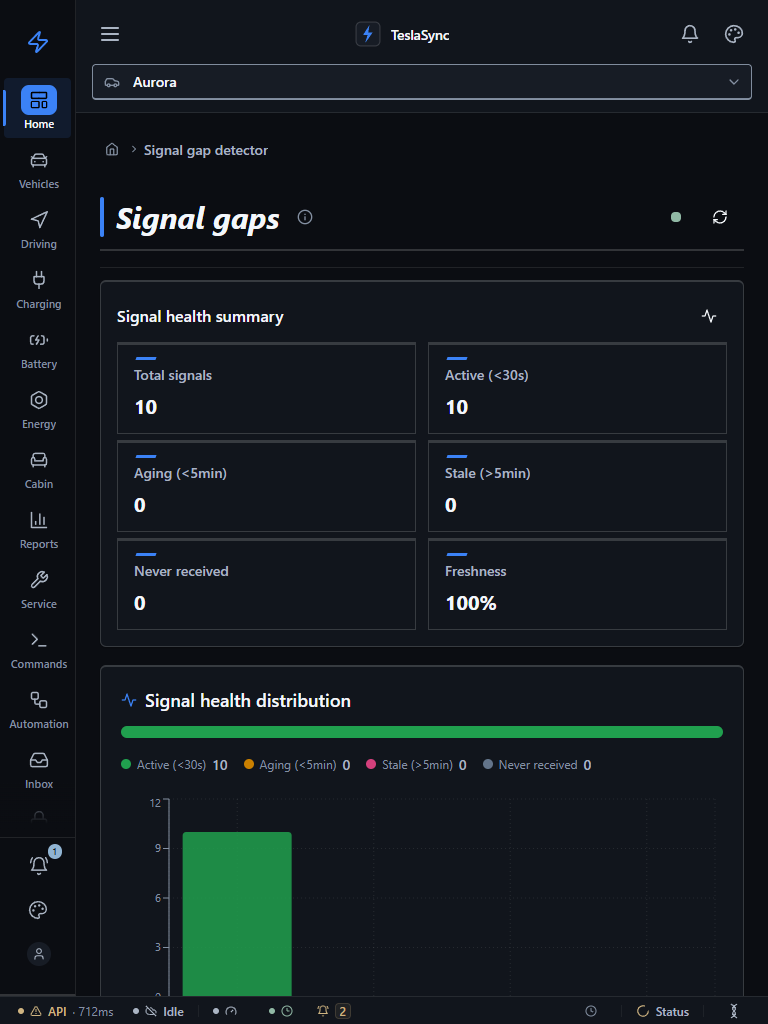 TeslaSync
Aurora
Home
Vehicles
Driving
Charging
Battery
Energy
Cabin
Reports
Service
Commands
Automation
Inbox
1
Signal gap detector
Signal gaps
Signal health summary
Total signals
10
Active (<30s)
10
Aging (<5min)
0
Stale (>5min)
0
Never received
0
Freshness
100%
Signal health distribution
Active (<30s) 10 Aging (<5min) 0 Stale (>5min) 0 Never received 0
12
9
6
3
API · 712ms Idle 2 Status